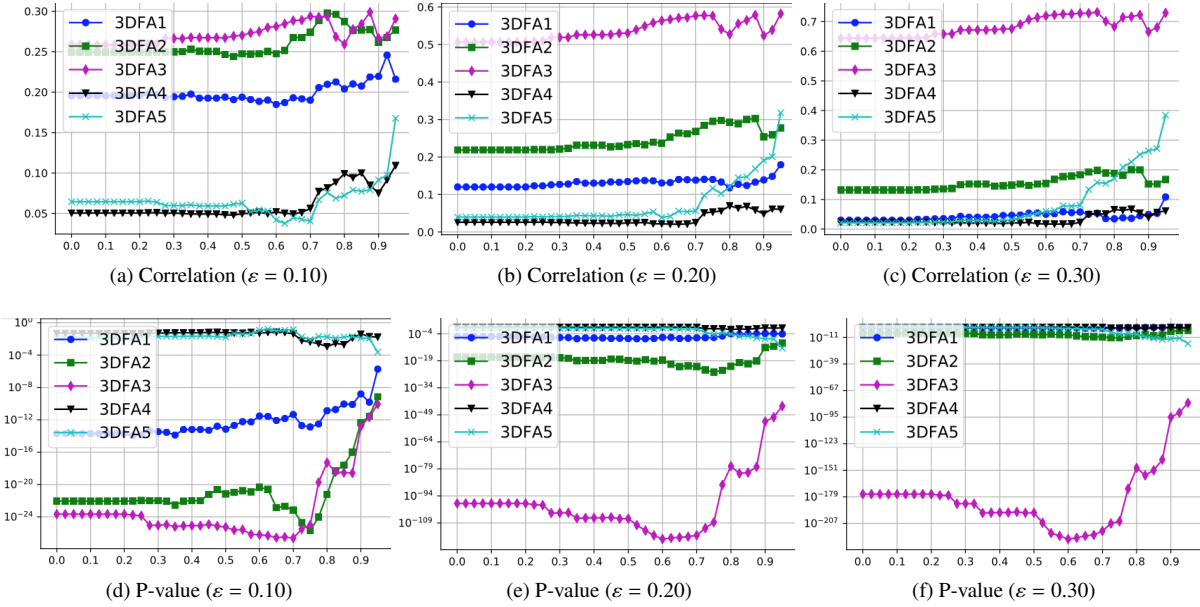 0.30
0.25
0.20
0.15
0.10
0.05
3DFA1
3DFA2
3DFA3
3DFA4
3DFA5
0.0 0.1 0.2 0.3 0.4 0.5 0.6 0.7 0.8 0.9
(a) Correlation (ε = 0.10)
0.6
0.5
0.4
0.3
0.2
0.1
0.0
3DFA1
3DFA2
3DFA3
3DFA4
3DFA5
0.0 0.1 0.2 0.3 0.4 0.5 0.6 0.7 0.8 0.9
(b) Correlation (ε = 0.20)
0.7
0.6
0.5
0.4
0.3
0.2
0.1
0.0
3DFA1
3DFA2
3DFA3
3DFA4
3DFA5
0.0 0.1 0.2 0.3 0.4 0.5 0.6 0.7 0.8 0.9
(c) Correlation (ε = 0.30)
10⁰
10⁻⁴
10⁻⁸
10⁻¹²
10⁻¹⁶
10⁻²⁰
10⁻²⁴
3DFA1
3DFA2
3DFA3
3DFA4
3DFA5
0.0 0.1 0.2 0.3 0.4 0.5 0.6 0.7 0.8 0.9
(d) P-value (ε = 0.10)
10⁻⁴
10⁻¹⁹
10⁻³⁴
10⁻⁴⁹
10⁻⁶⁴
10⁻⁷⁹
10⁻⁹⁴
10⁻¹⁰⁹
3DFA1
3DFA2
3DFA3
3DFA4
3DFA5
0.0 0.1 0.2 0.3 0.4 0.5 0.6 0.7 0.8 0.9
(e) P-value (ε = 0.20)
10⁻¹¹
10⁻³⁹
10⁻⁶⁷
10⁻⁹⁵
10⁻¹²³
10⁻¹⁵¹
10⁻¹⁷⁹
10⁻²⁰⁷
3DFA1
3DFA2
3DFA3
3DFA4
3DFA5
0.0 0.1 0.2 0.3 0.4 0.5 0.6 0.7 0.8 0.9
(f) P-value (ε = 0.30)